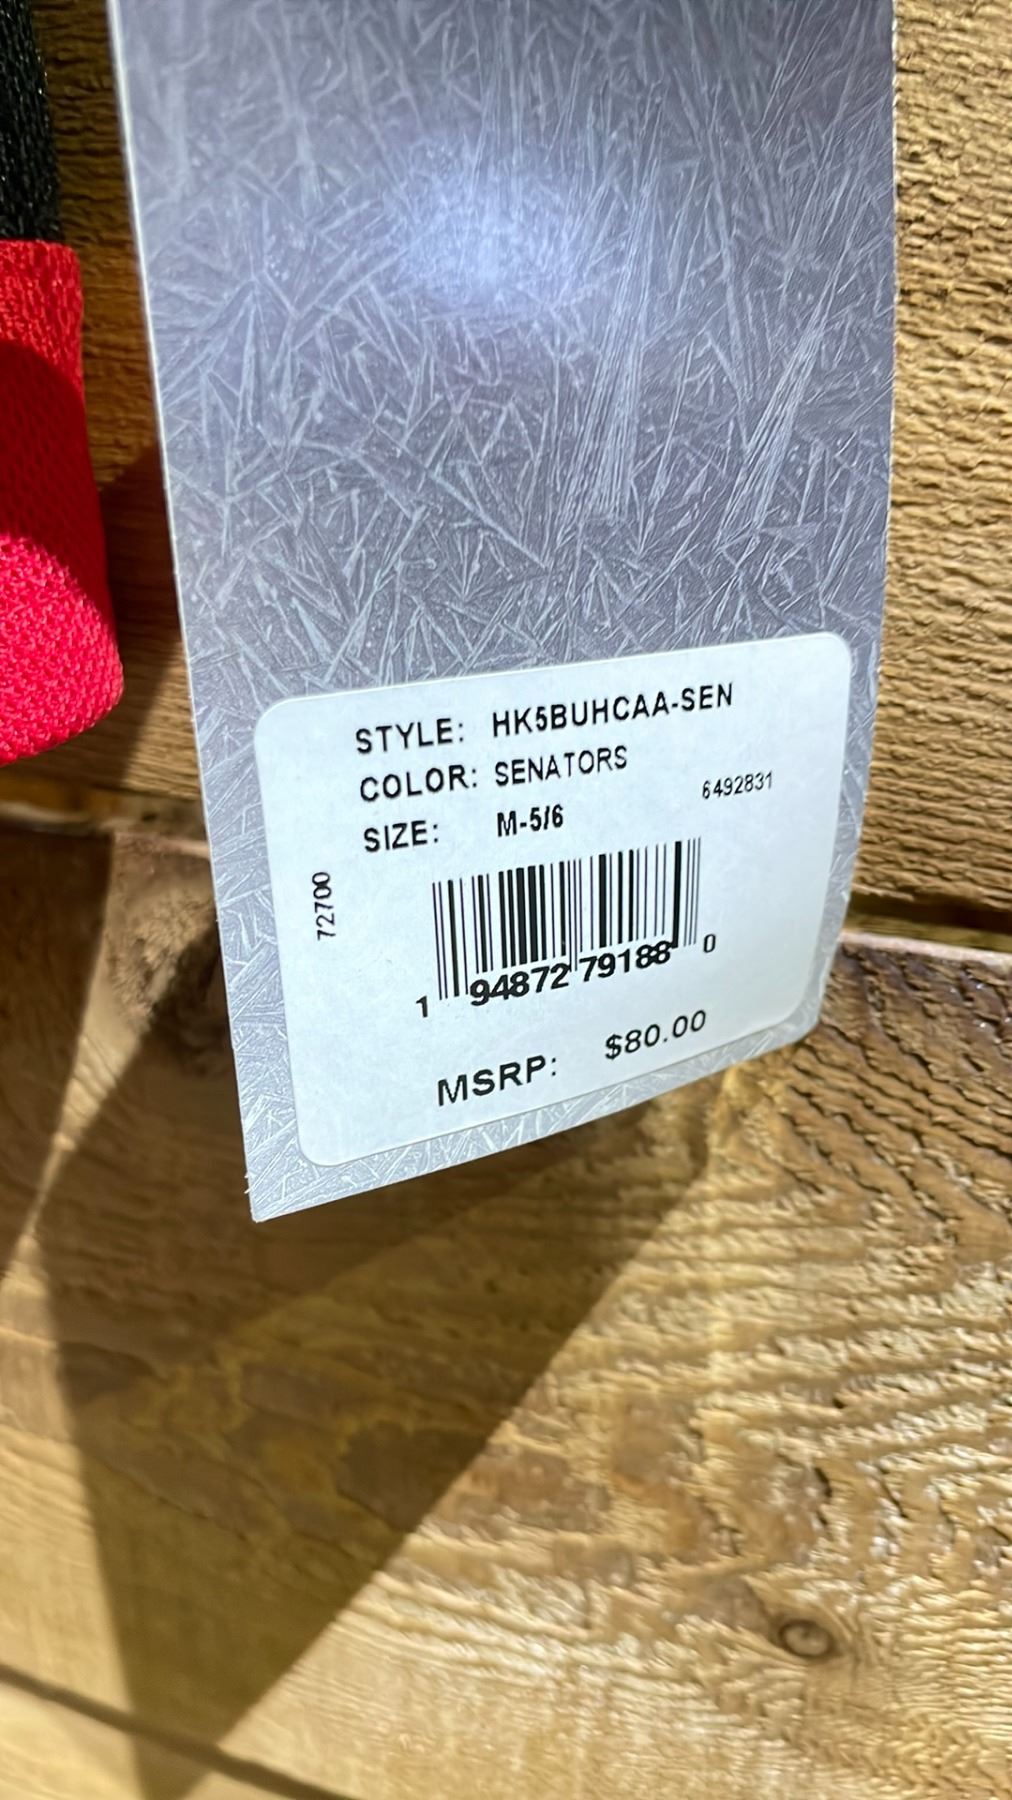 STYLE: HK5BUHCAA-SEN
COLOR: SENATORS
6492831
SIZE: M-5/6
72700
1 94872 79188 0
MSRP: $80.00